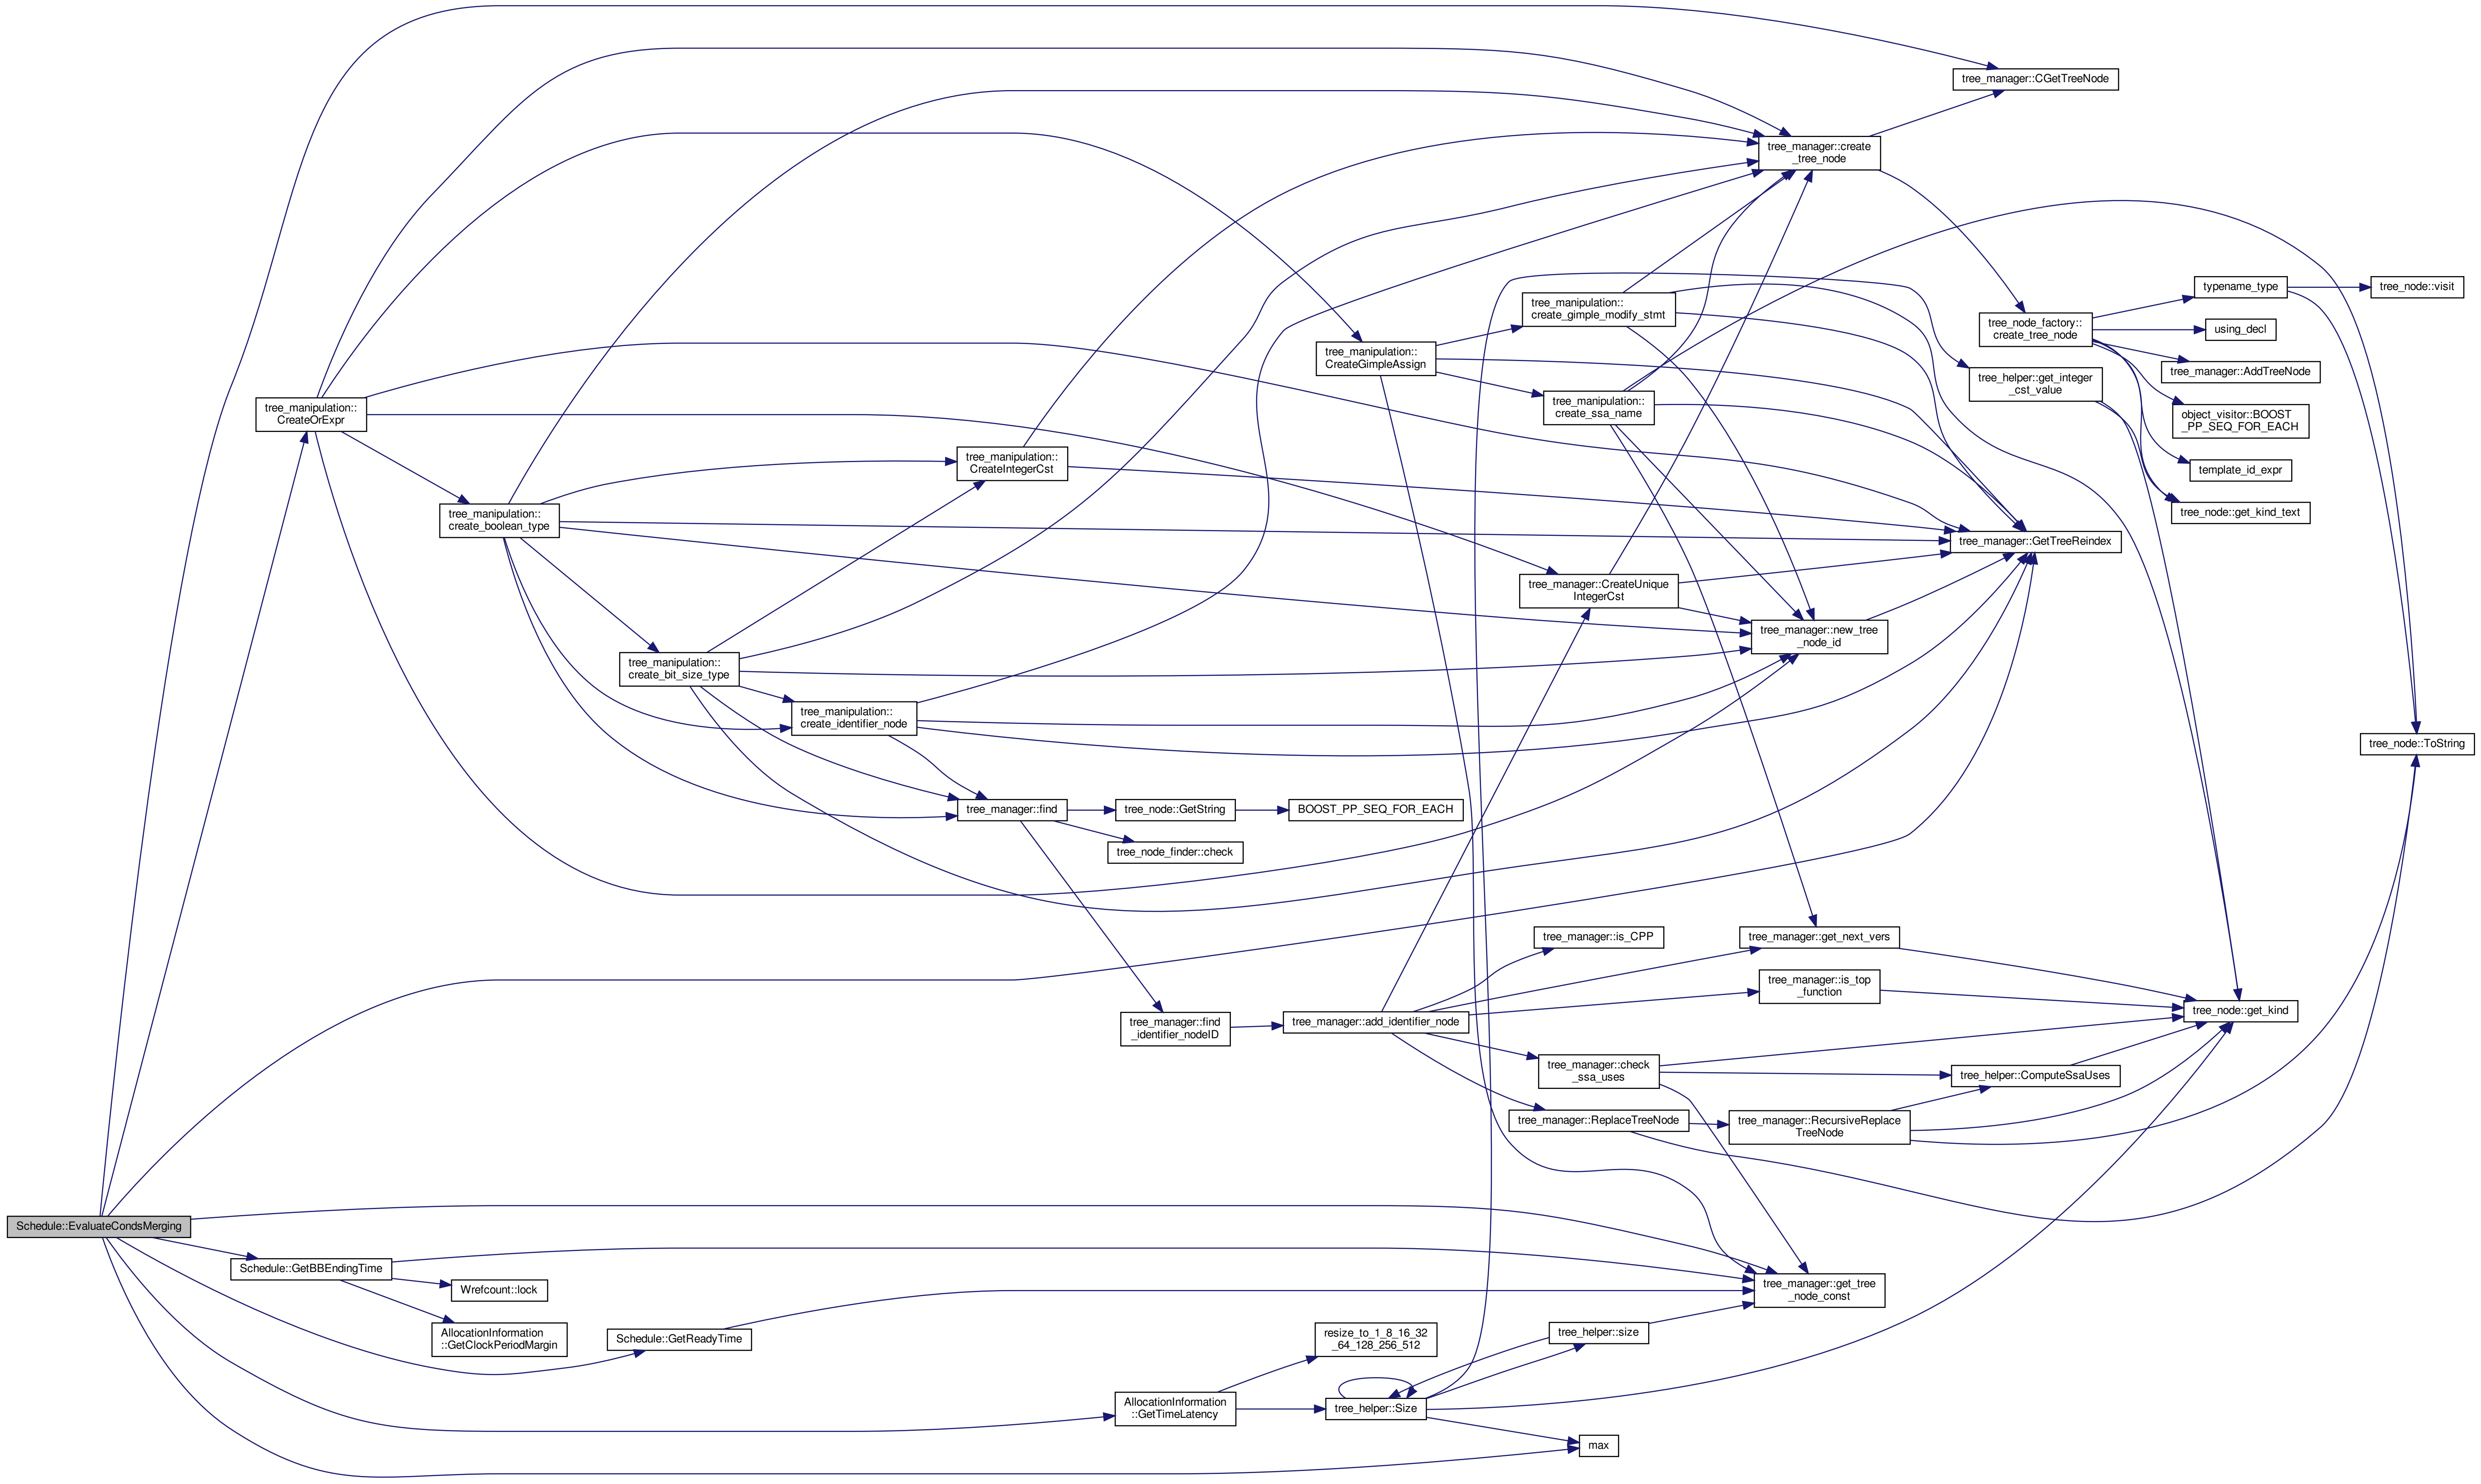 tree_manager::CGetTreeNode
tree_manager::create
_tree_node
tree_manipulation::
create_gimple_modify_stmt
typename_type
tree_node::visit
tree_node_factory::
create_tree_node
using_decl
tree_manipulation::
CreateGimpleAssign
tree_manager::AddTreeNode
tree_helper::get_integer
_cst_value
tree_manipulation::
CreateOrExpr
tree_manipulation::
create_ssa_name
object_visitor::BOOST
_PP_SEQ_FOR_EACH
tree_manipulation::
CreateIntegerCst
template_id_expr
tree_manipulation::
create_boolean_type
tree_node::get_kind_text
tree_manager::GetTreeReindex
tree_manager::CreateUnique
IntegerCst
tree_manager::new_tree
_node_id
tree_manipulation::
create_bit_size_type
tree_manipulation::
create_identifier_node
tree_node::ToString
tree_manager::find
tree_node::GetString
BOOST_PP_SEQ_FOR_EACH
tree_node_finder::check
tree_manager::is_CPP
tree_manager::get_next_vers
tree_manager::is_top
_function
tree_manager::find
_identifier_nodeID
tree_manager::add_identifier_node
tree_node::get_kind
tree_manager::check
_ssa_uses
tree_helper::ComputeSsaUses
tree_manager::ReplaceTreeNode
tree_manager::RecursiveReplace
TreeNode
Schedule::EvaluateCondsMerging
Schedule::GetBBEndingTime
Wrefcount::lock
tree_manager::get_tree
_node_const
AllocationInformation
::GetClockPeriodMargin
Schedule::GetReadyTime
resize_to_1_8_16_32
_64_128_256_512
tree_helper::size
AllocationInformation
::GetTimeLatency
tree_helper::Size
max